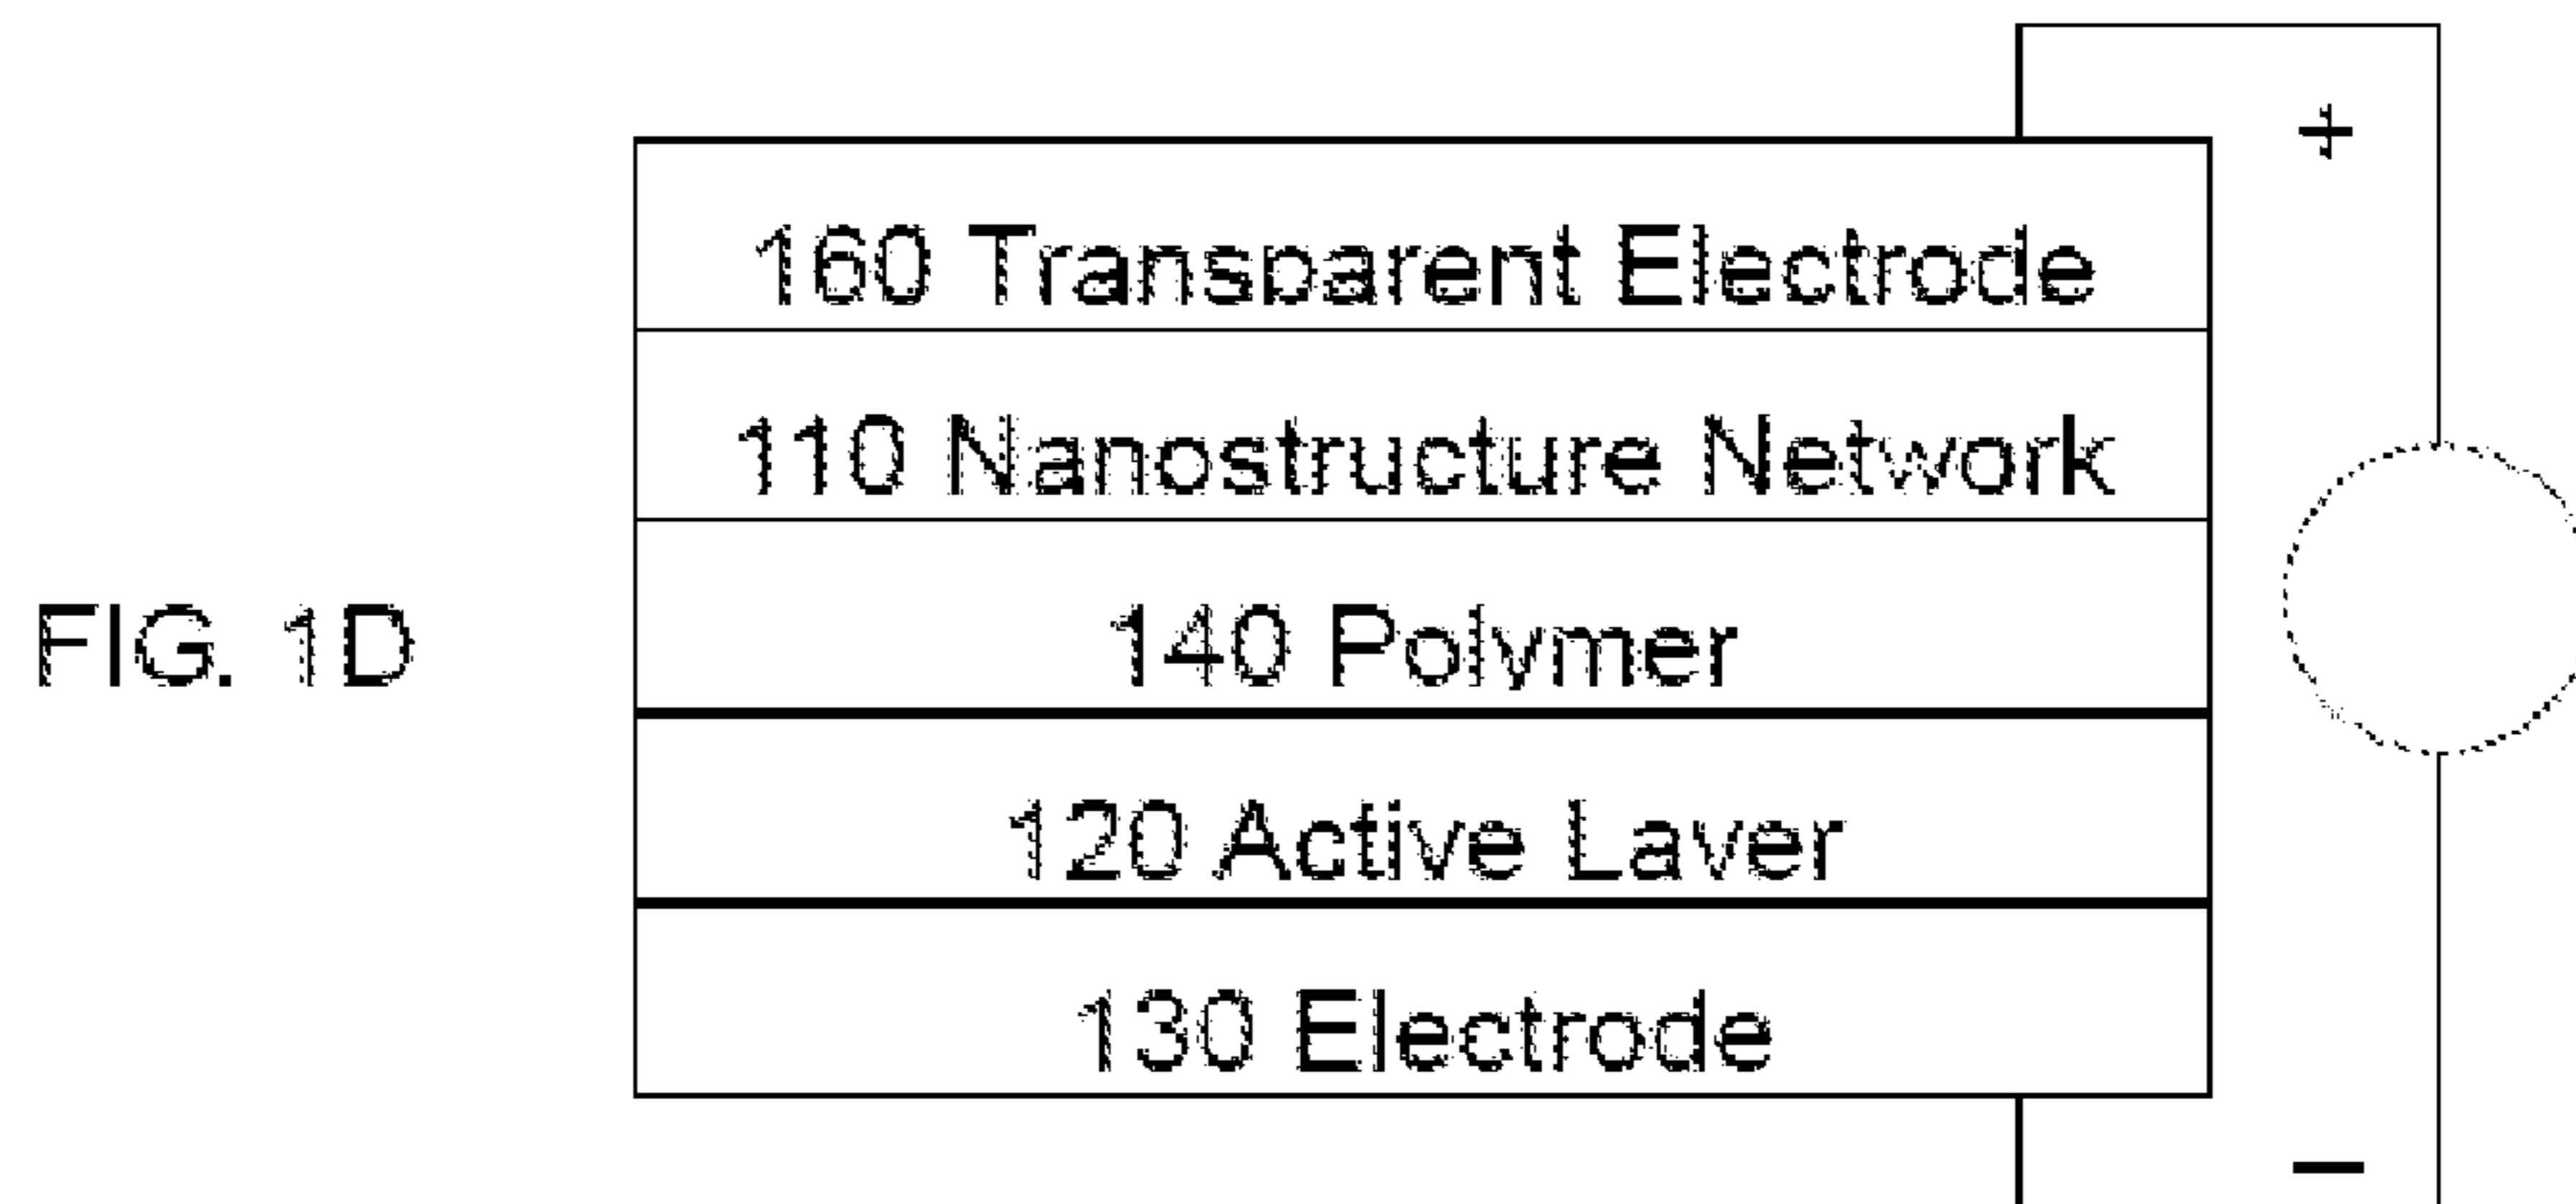 +
160 Transparent Electrode
110 Nanostructure Network
FIG. 1D
140 Polymer
120 Active Layer
130 Electrode
−